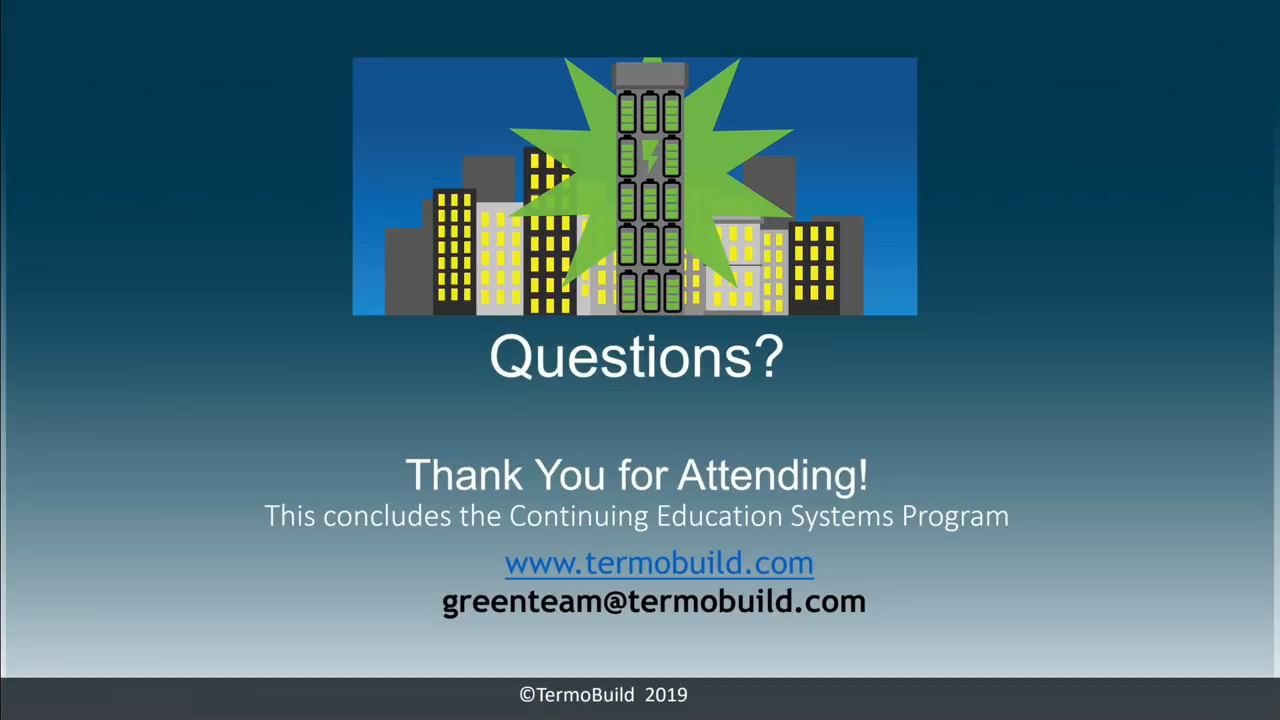 Questions?
Thank You for Attending!
This concludes the Continuing Education Systems Program
www.termobuild.com
greenteam@termobuild.com
©TermoBuild 2019